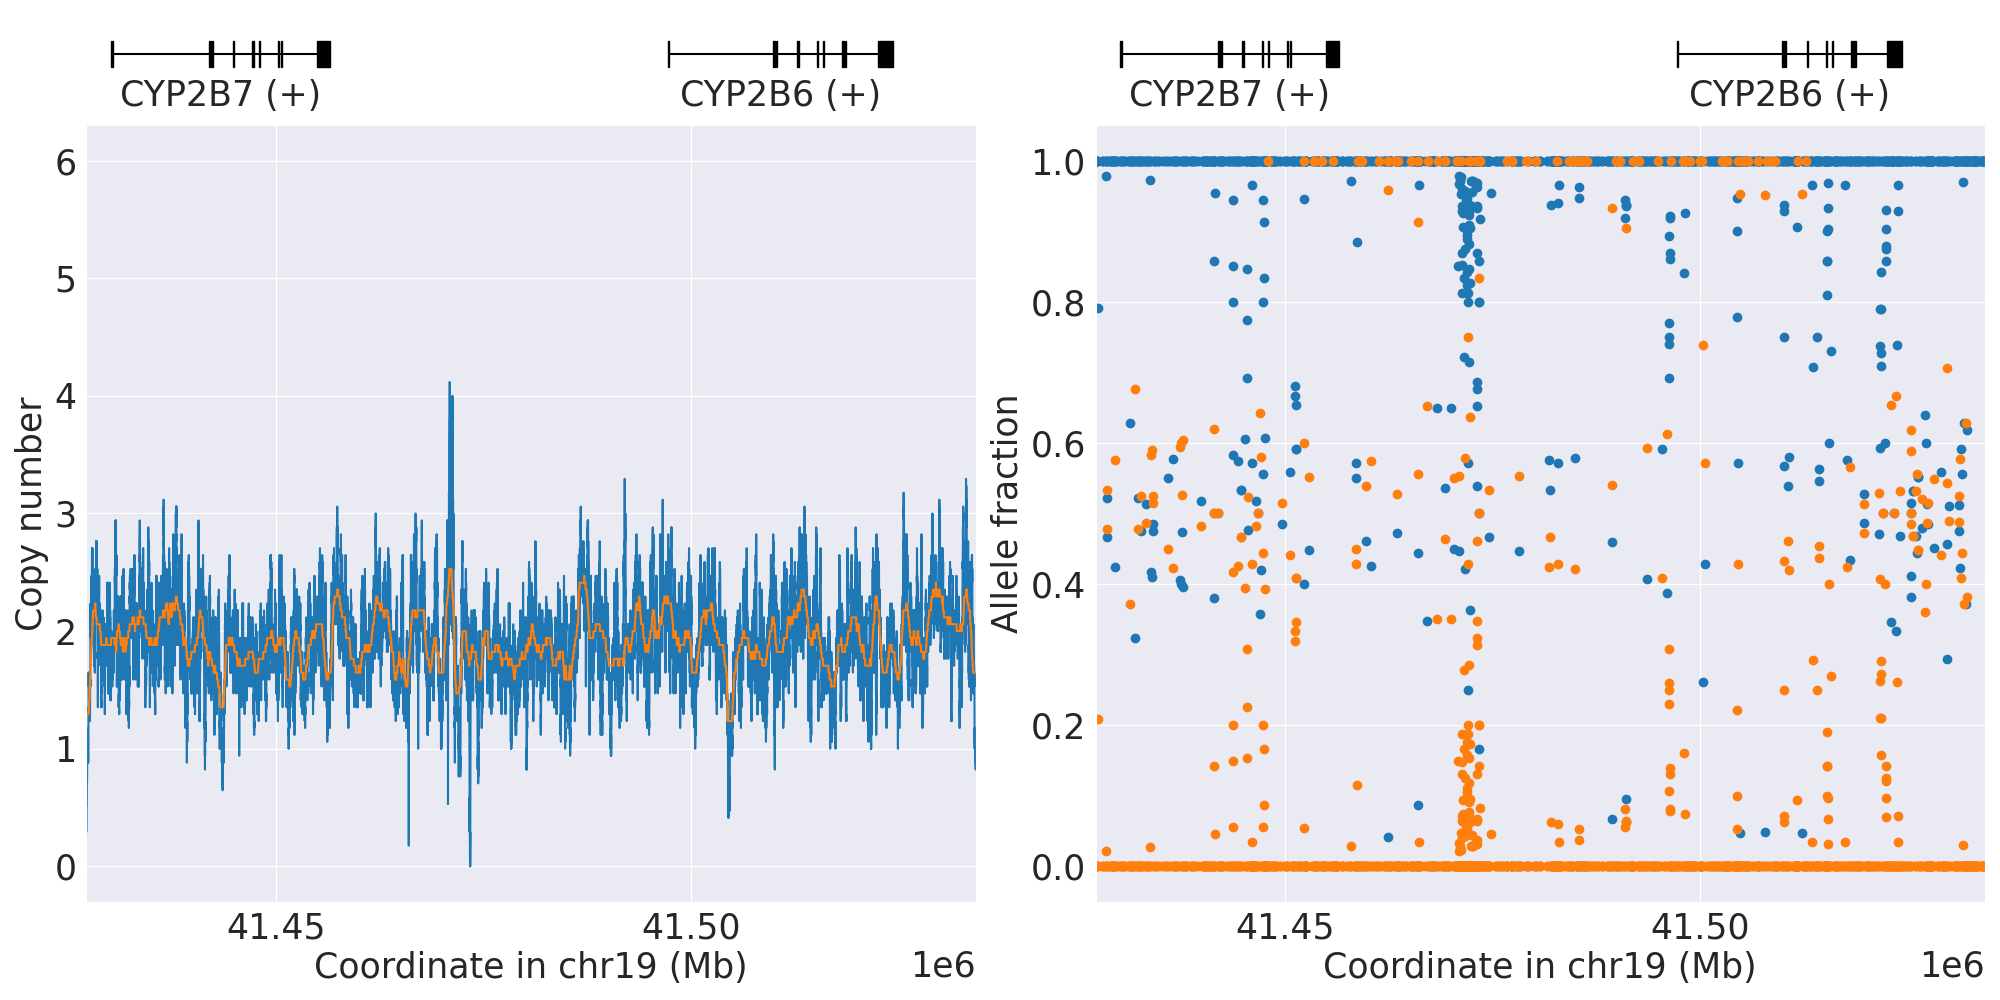 CYP2B7 (+)
CYP2B6 (+)
6
5
4
3
2
1
0
Copy number
41.45
41.50
Coordinate in chr19 (Mb)
1e6
CYP2B7 (+)
CYP2B6 (+)
1.0
0.8
0.6
0.4
0.2
0.0
Allele fraction
41.45
41.50
Coordinate in chr19 (Mb)
1e6